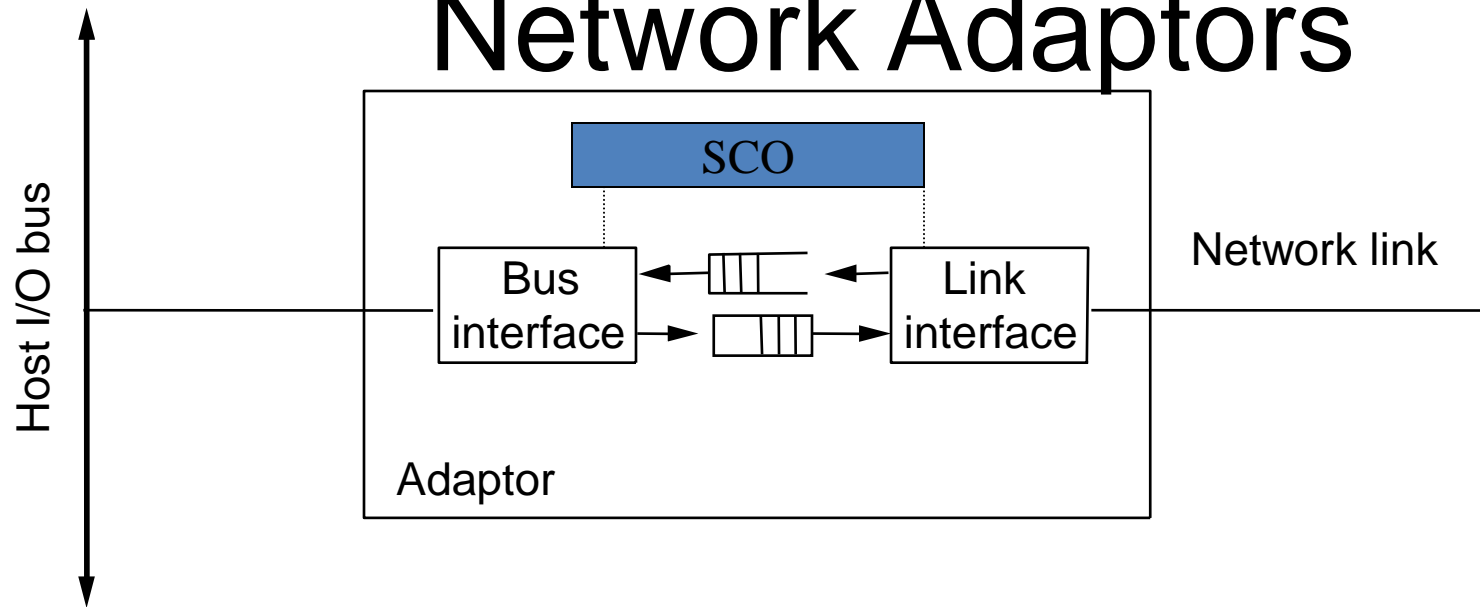 Network Adaptors
SCO
Host I/O bus
Bus
interface
Link
interface
Network link
Adaptor